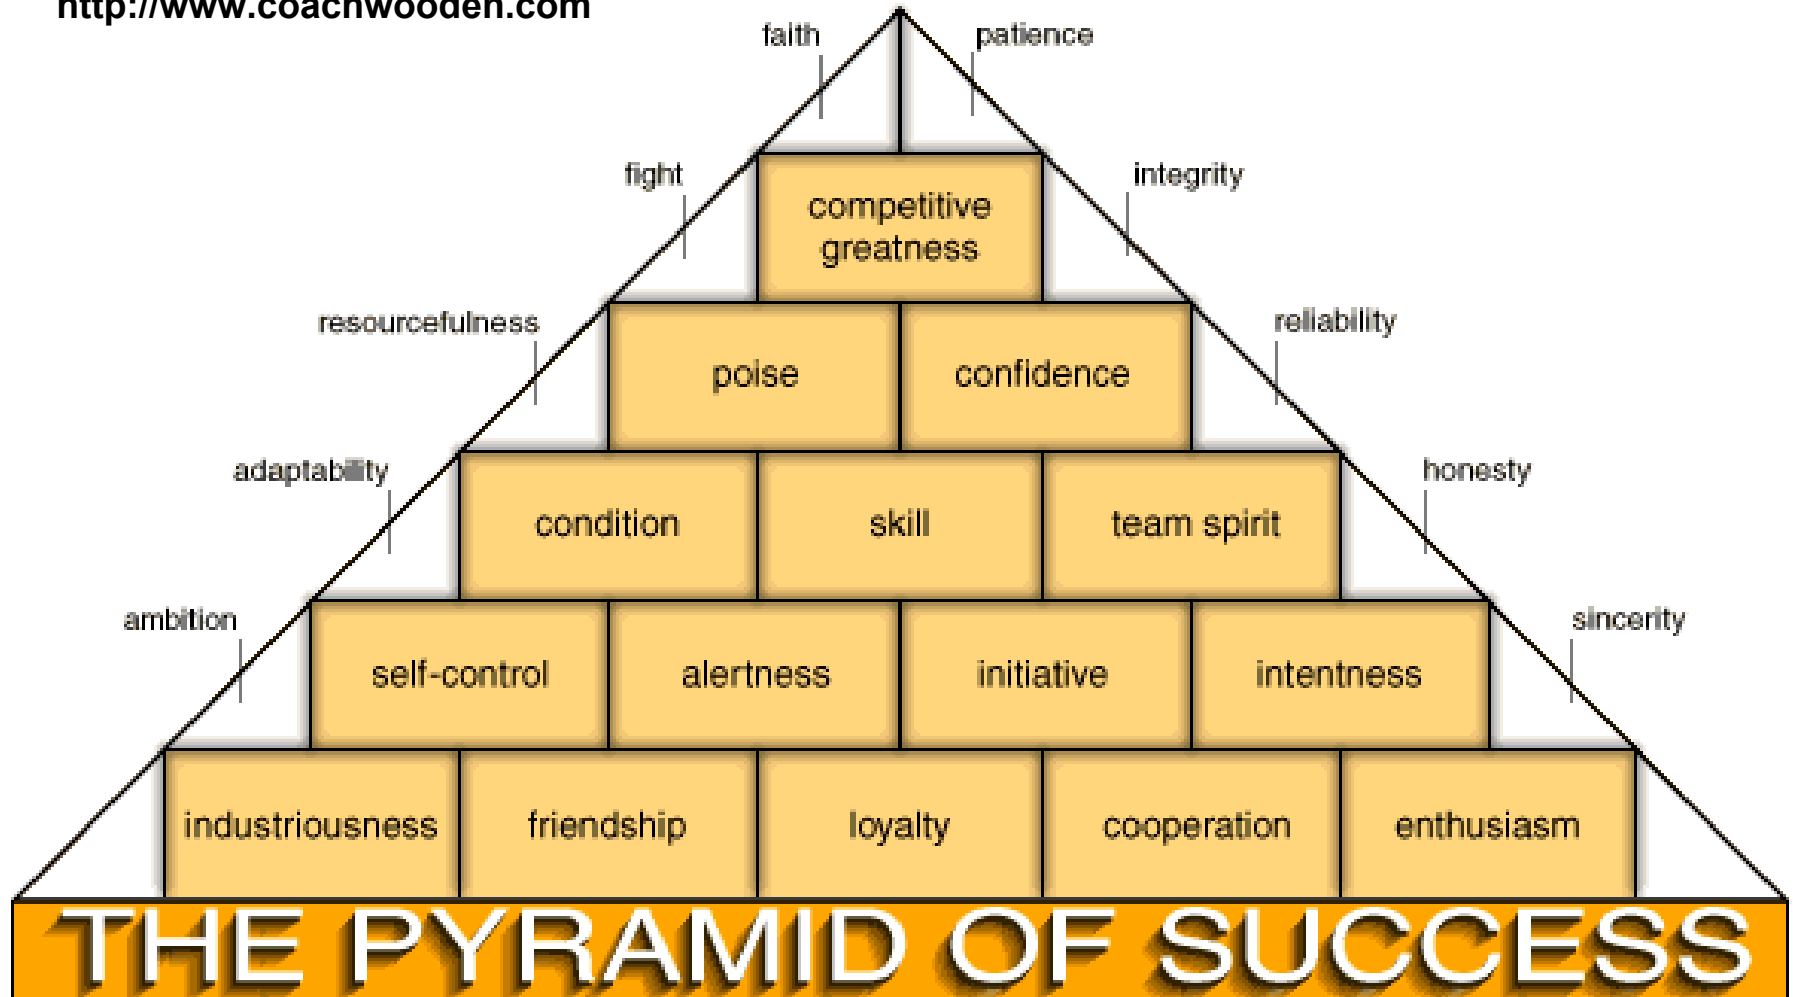 http://www.coachwooden.com
faith patience
fight integrity
competitive
greatness
resourcefulness reliability
poise confidence
adaptability honesty
condition skill team spirit
ambition sincerity
self-control alertness initiative intentness
industriousness friendship loyalty cooperation enthusiasm
THE PYRAMID OF SUCCESS